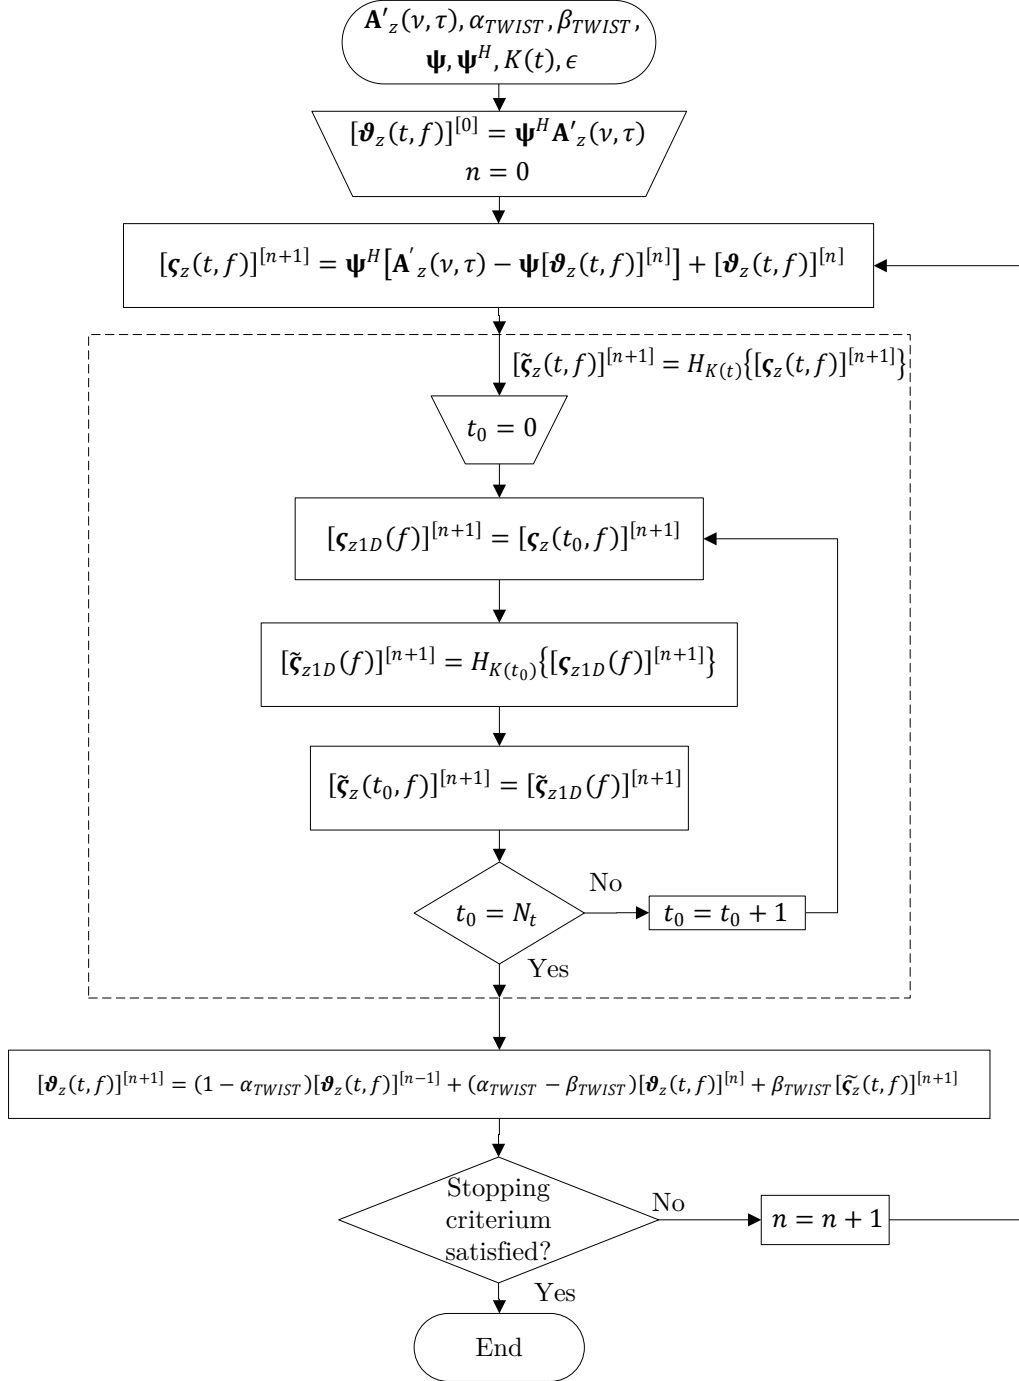 𝐀′_z(ν, τ), α_TWIST, β_TWIST,
𝛙, 𝛙^H, K(t), ϵ
[𝝑_z(t, f)]^[0] = 𝛙^H 𝐀′_z(ν, τ)
n = 0
[𝛓_z(t, f)]^[n+1] = 𝛙^H[𝐀′_z(ν, τ) − 𝛙[𝝑_z(t, f)]^[n]] + [𝝑_z(t, f)]^[n]
[𝛓̃_z(t, f)]^[n+1] = H_K(t){[𝛓_z(t, f)]^[n+1]}
t_0 = 0
[𝛓_z1D(f)]^[n+1] = [𝛓_z(t_0, f)]^[n+1]
[𝛓̃_z1D(f)]^[n+1] = H_K(t_0){[𝛓_z1D(f)]^[n+1]}
[𝛓̃_z(t_0, f)]^[n+1] = [𝛓̃_z1D(f)]^[n+1]
t_0 = N_t
No
t_0 = t_0 + 1
Yes
[𝝑_z(t, f)]^[n+1] = (1 − α_TWIST)[𝝑_z(t, f)]^[n−1] + (α_TWIST − β_TWIST)[𝝑_z(t, f)]^[n] + β_TWIST[𝛓̃_z(t, f)]^[n+1]
Stopping
criterium
satisfied?
No
n = n + 1
Yes
End